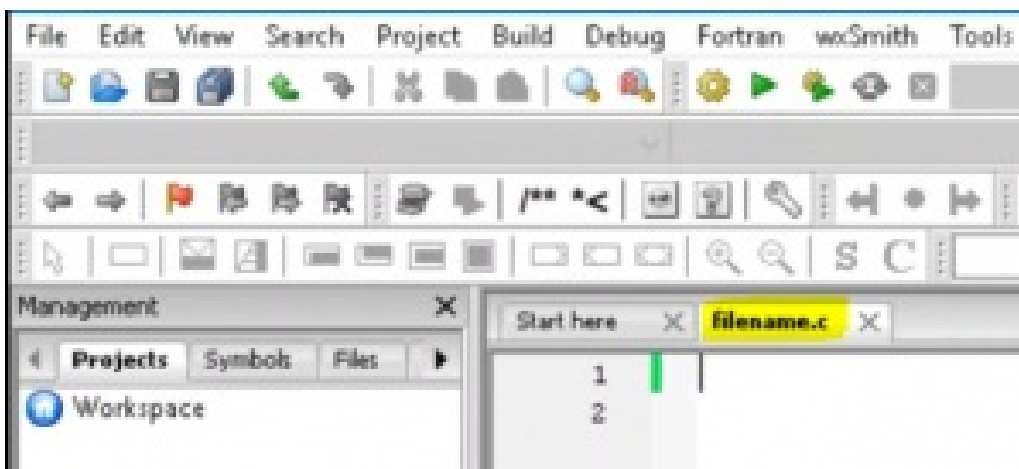 File Edit View Search Project Build Debug Fortran wxSmith Tools
/** *<
S C
Management
Start here filename.c
Projects Symbols Files
1
Workspace
2